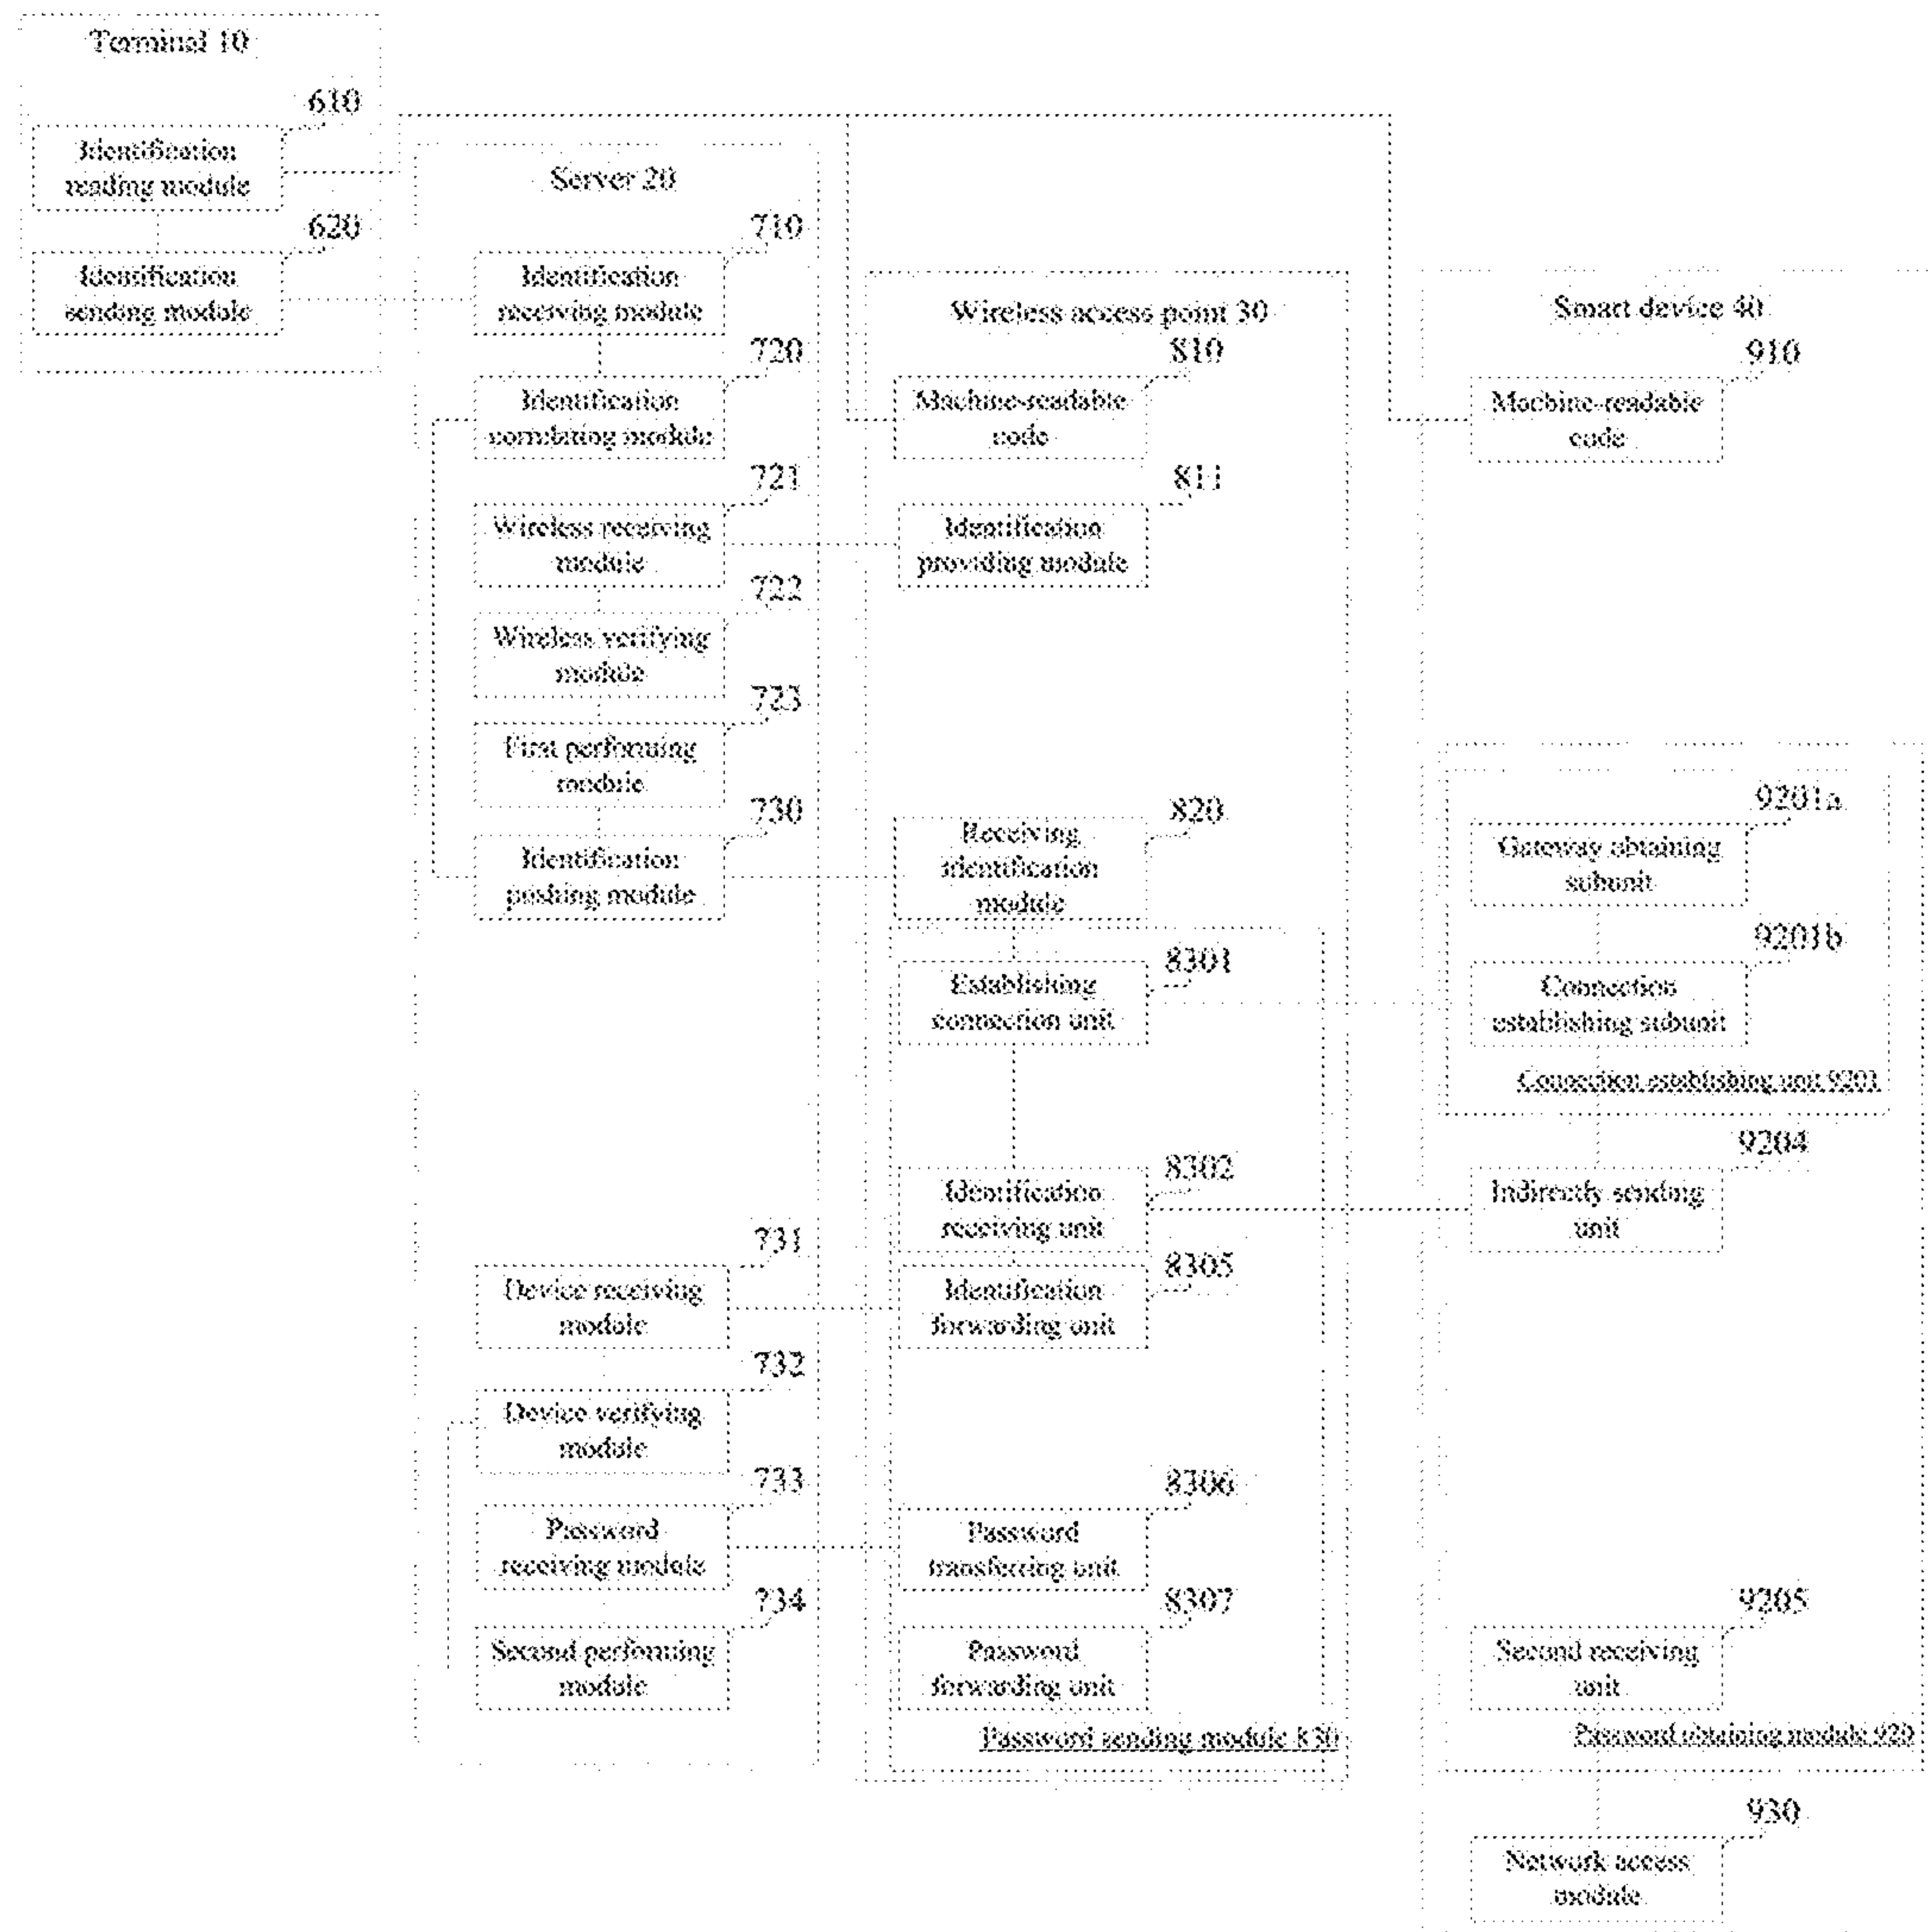 Terminal 10
610
Identification
reading module
620
Identification
sending module
Server 20
710
Identification
receiving module
720
Identification
correlating module
721
Wireless receiving
module
722
Wireless verifying
module
723
First performing
module
730
Identification
pushing module
731
Device receiving
module
732
Device verifying
module
733
Password
receiving module
734
Second performing
module
Wireless access point 30
810
Machine-readable
code
811
Identification
providing module
820
Receiving
identification
module
8301
Establishing
connection unit
8302
Identification
receiving unit
8305
Identification
forwarding unit
8306
Password
transferring unit
8307
Password
forwarding unit
Password sending module 830
Smart device 40
910
Machine-readable
code
9201a
Gateway obtaining
subunit
9201b
Connection
establishing subunit
Connection establishing unit 9201
9204
Indirectly sending
unit
9205
Second receiving
unit
Password obtaining module 920
930
Network access
module